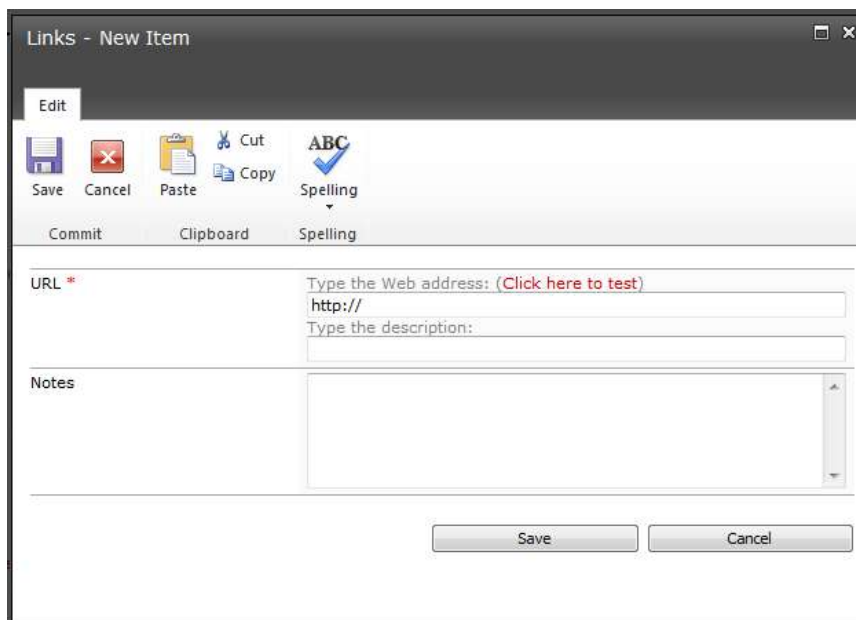 Links - New Item
Edit
Save
Cancel
Paste
Cut
Copy
ABC
Spelling
Commit
Clipboard
Spelling
URL *
Type the Web address: (Click here to test)
http://
Type the description:
Notes
Save
Cancel